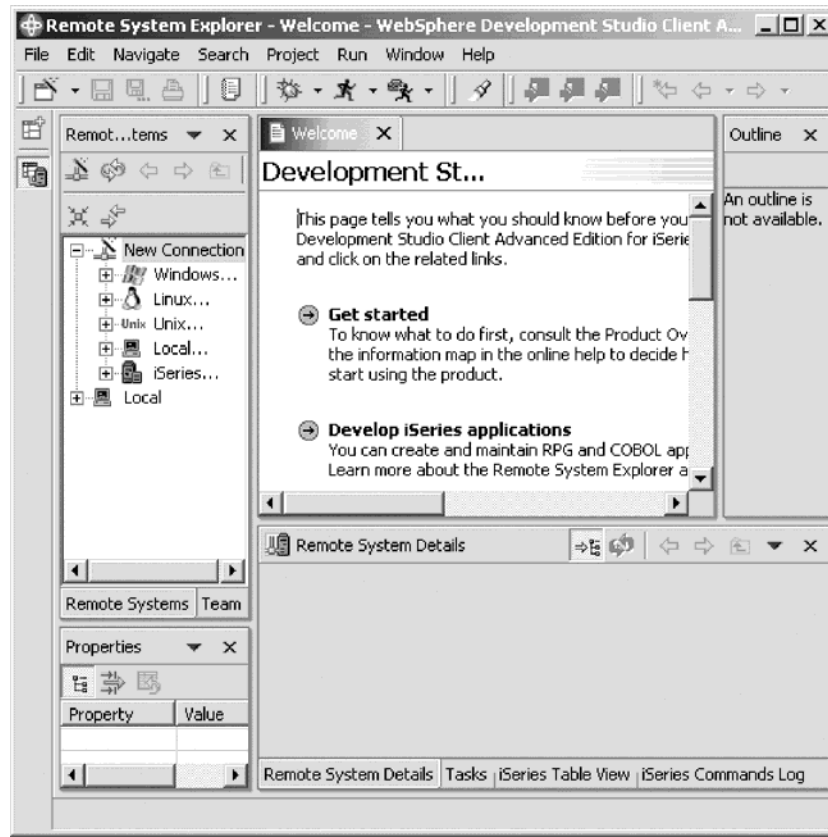 Remote System Explorer - Welcome - WebSphere Development Studio Client A...
File Edit Navigate Search Project Run Window Help
Remot...tems
Welcome
Outline
Development St...
An outline is
not available.
This page tells you what you should know before you
Development Studio Client Advanced Edition for iSerie
and click on the related links.
New Connection
Windows...
Linux...
Unix Unix...
Local...
iSeries...
Local
Get started
To know what to do first, consult the Product Ov
the information map in the online help to decide h
start using the product.
Develop iSeries applications
You can create and maintain RPG and COBOL app
Learn more about the Remote System Explorer a
Remote System Details
Remote Systems Team
Properties
Property Value
Remote System Details Tasks iSeries Table View iSeries Commands Log